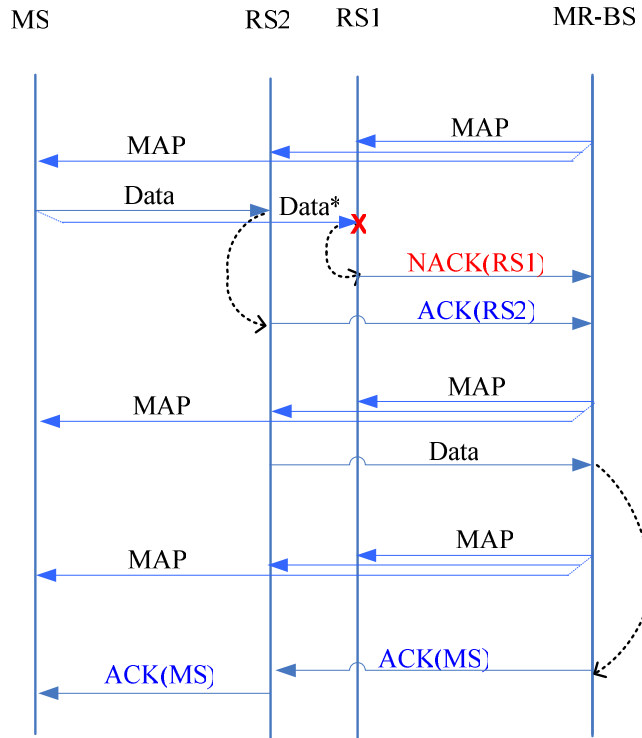 MS RS2 RS1 MR-BS
MAP
MAP
Data Data*
NACK(RS1)
ACK(RS2)
MAP
MAP
Data
MAP
MAP
ACK(MS)
ACK(MS)